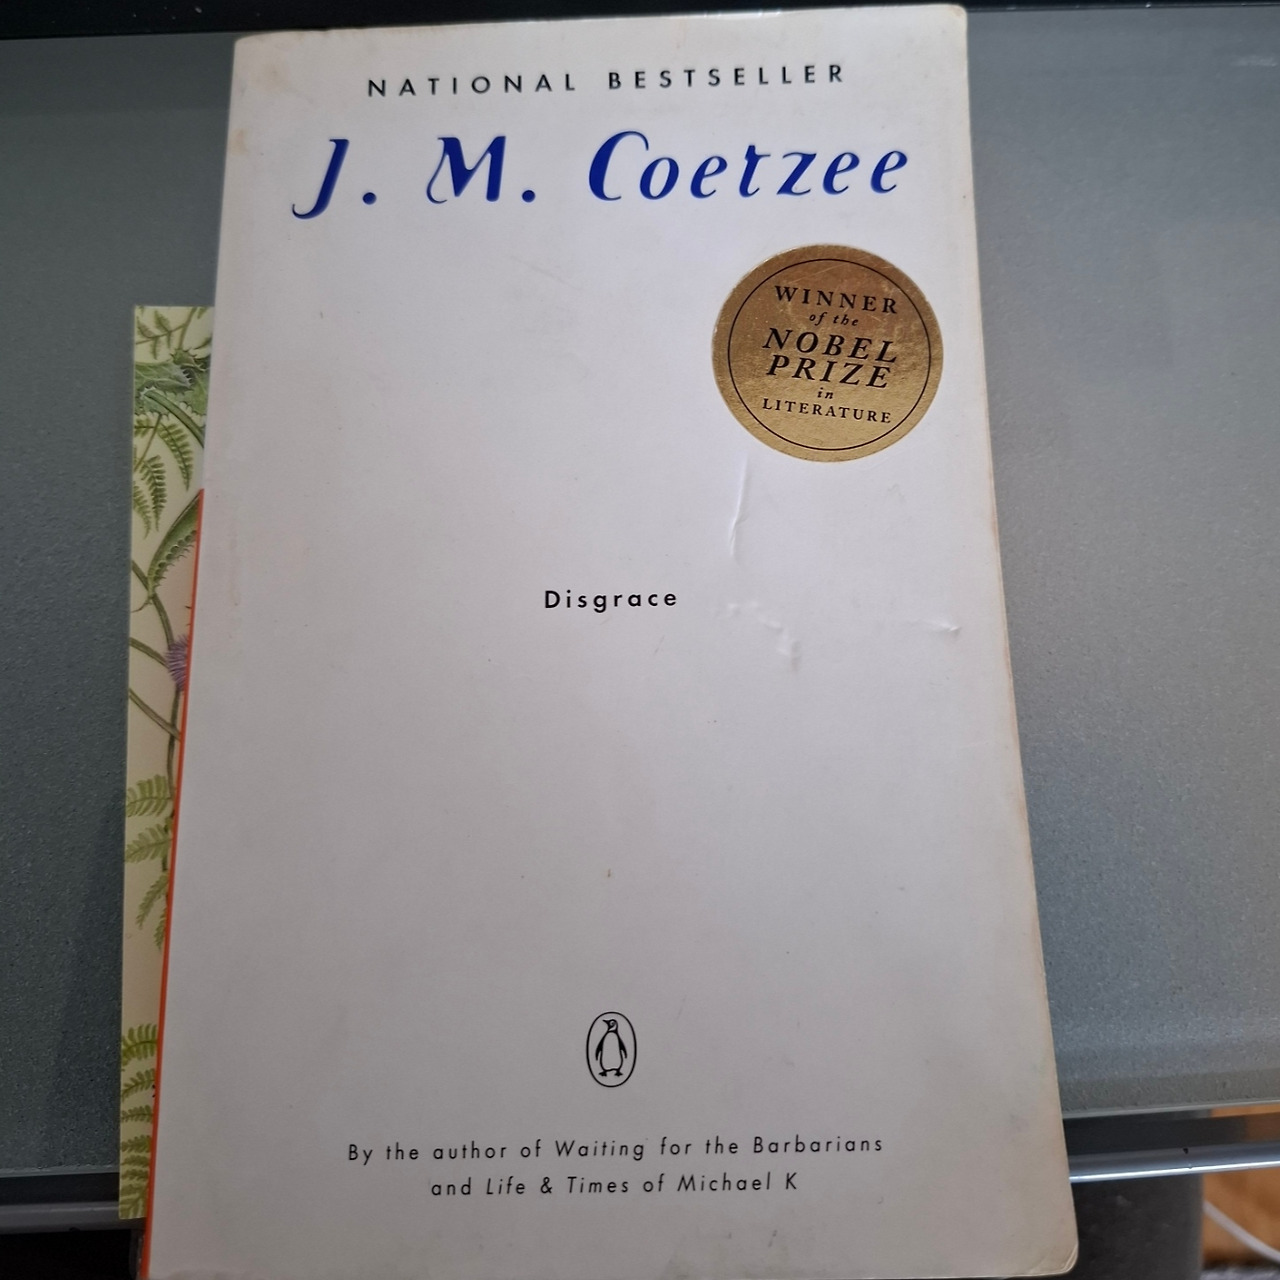 NATIONAL BESTSELLER
J. M. Coetzee
WINNER
of the
NOBEL
PRIZE
in
LITERATURE
Disgrace
By the author of Waiting for the Barbarians
and Life & Times of Michael K